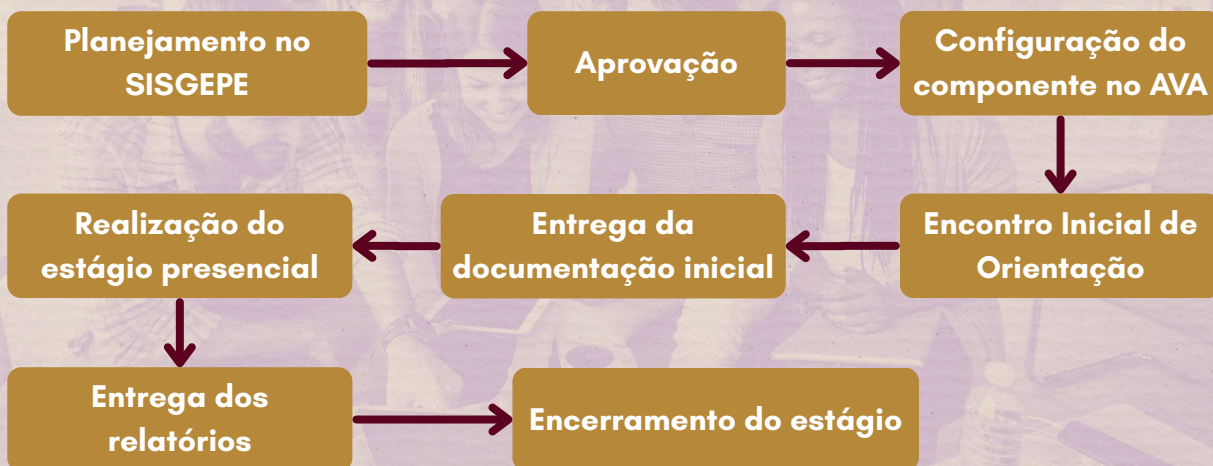 Planejamento no
SISGEPE
Aprovação
Configuração do
componente no AVA
Encontro Inicial de
Orientação
Entrega da
documentação inicial
Realização do
estágio presencial
Entrega dos
relatórios
Encerramento do estágio